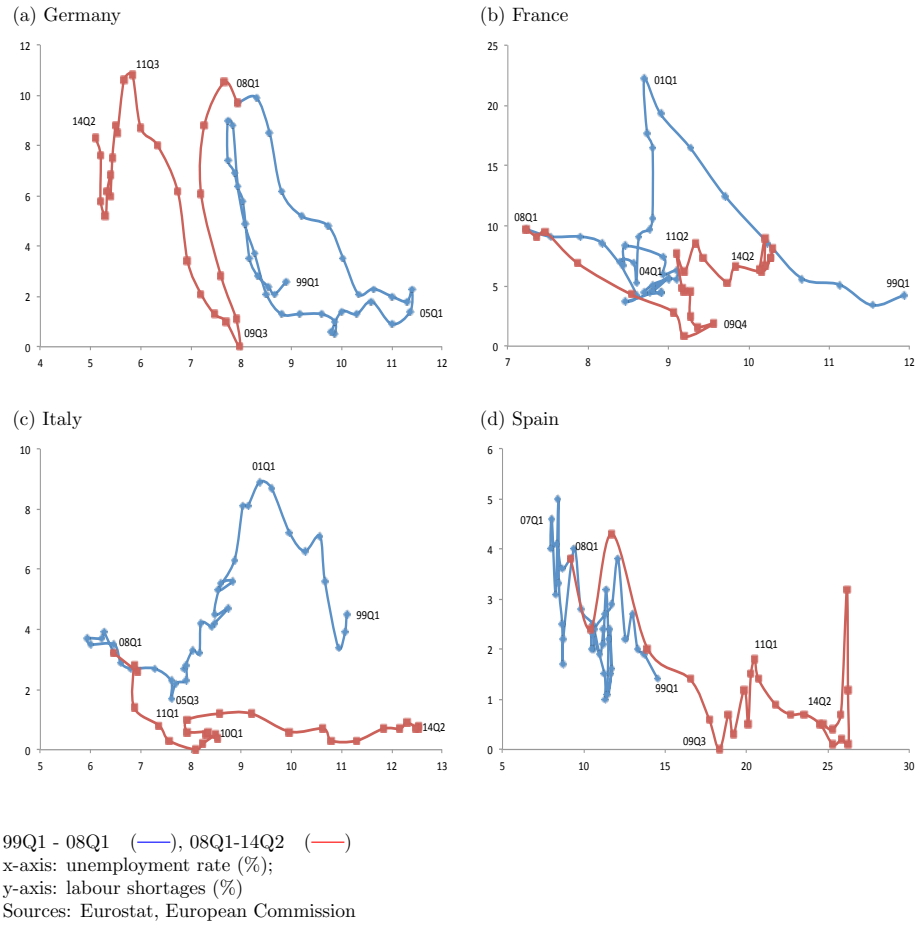 (a) Germany
12
10
8
6
4
2
0
4 5 6 7 8 9 10 11 12
11Q3
08Q1
14Q2
99Q1
05Q1
09Q3
(b) France
25
20
15
10
5
0
7 8 9 10 11 12
01Q1
08Q1
11Q2
14Q2
04Q1
99Q1
09Q4
(c) Italy
10
8
6
4
2
0
5 6 7 8 9 10 11 12 13
01Q1
99Q1
08Q1
05Q3
11Q1
10Q1
14Q2
(d) Spain
6
5
4
3
2
1
0
5 10 15 20 25 30
07Q1
08Q1
11Q1
99Q1
14Q2
09Q3
99Q1 - 08Q1 (——), 08Q1-14Q2 (——)
x-axis: unemployment rate (%);
y-axis: labour shortages (%)
Sources: Eurostat, European Commission